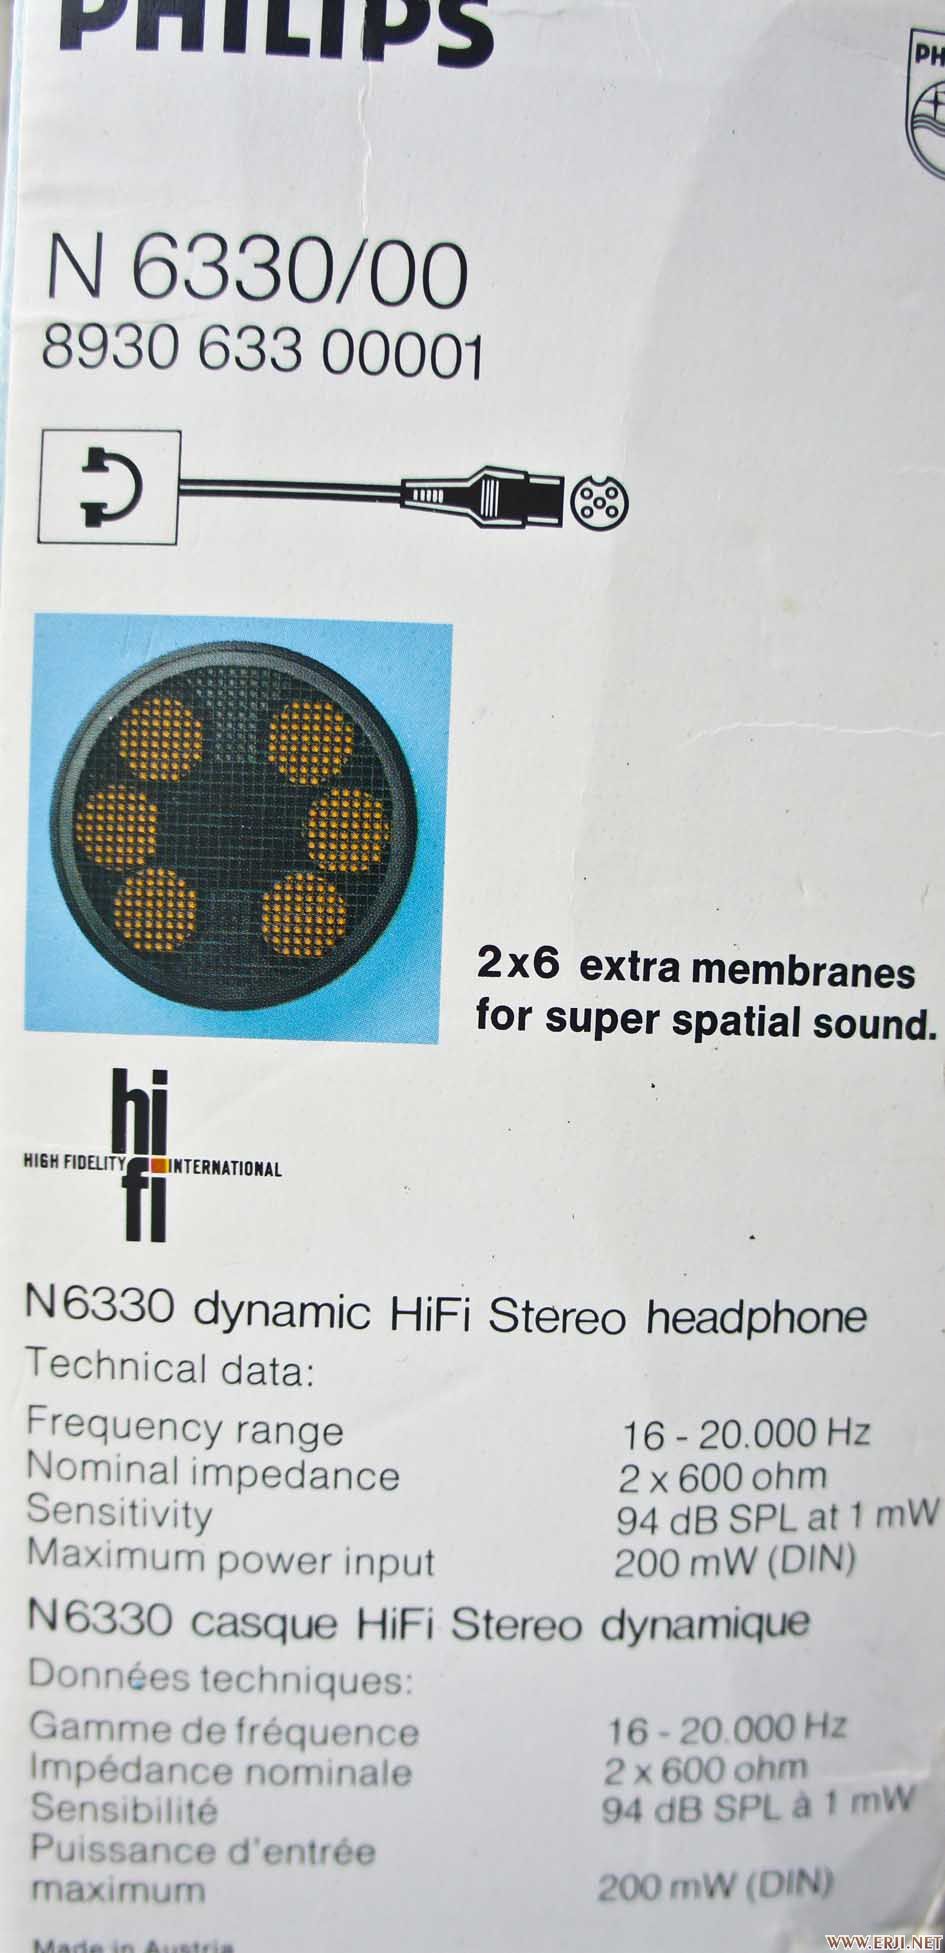 PHILIPS
PH
N 6330/00
8930 633 00001
2x6 extra membranes
for super spatial sound.
hi
HIGH FIDELITY INTERNATIONAL
fi
N6330 dynamic HiFi Stereo headphone
Technical data:
Frequency range 16 - 20.000 Hz
Nominal impedance 2 x 600 ohm
Sensitivity 94 dB SPL at 1 mW
Maximum power input 200 mW (DIN)
N6330 casque HiFi Stereo dynamique
Données techniques:
Gamme de fréquence 16 - 20.000 Hz
Impédance nominale 2 x 600 ohm
Sensibilité 94 dB SPL à 1 mW
Puissance d'entrée
maximum 200 mW (DIN)
Made in Austria
WWW.ERJI.NET